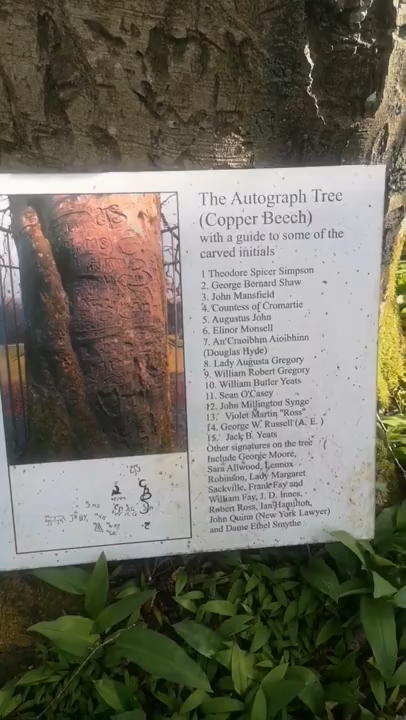 The Autograph Tree
(Copper Beech)
with a guide to some of the
carved initials
1 Theodore Spicer Simpson
2. George Bernard Shaw
3. John Mansfield
4. Countess of Cromartie
5. Augustus John
6. Elinor Monsell
7. An Craoibhin Aioibhinn
(Douglas Hyde)
8. Lady Augusta Gregory
9. William Robert Gregory
10. William Butler Yeats
11. Sean O'Casey
12. John Millington Synge
13. Violet Martin "Ross"
14. George W. Russell (A. E. )
15. Jack B. Yeats
Other signatures on the tree
Include George Moore,
Sara Allwood, Lennox
Robinson, Lady Margaret
Sackville, Frank Fay and
William Fay, J. D. Innes,
Robert Ross, Ian Hamilton,
John Quinn (New York Lawyer)
and Dame Ethel Smythe